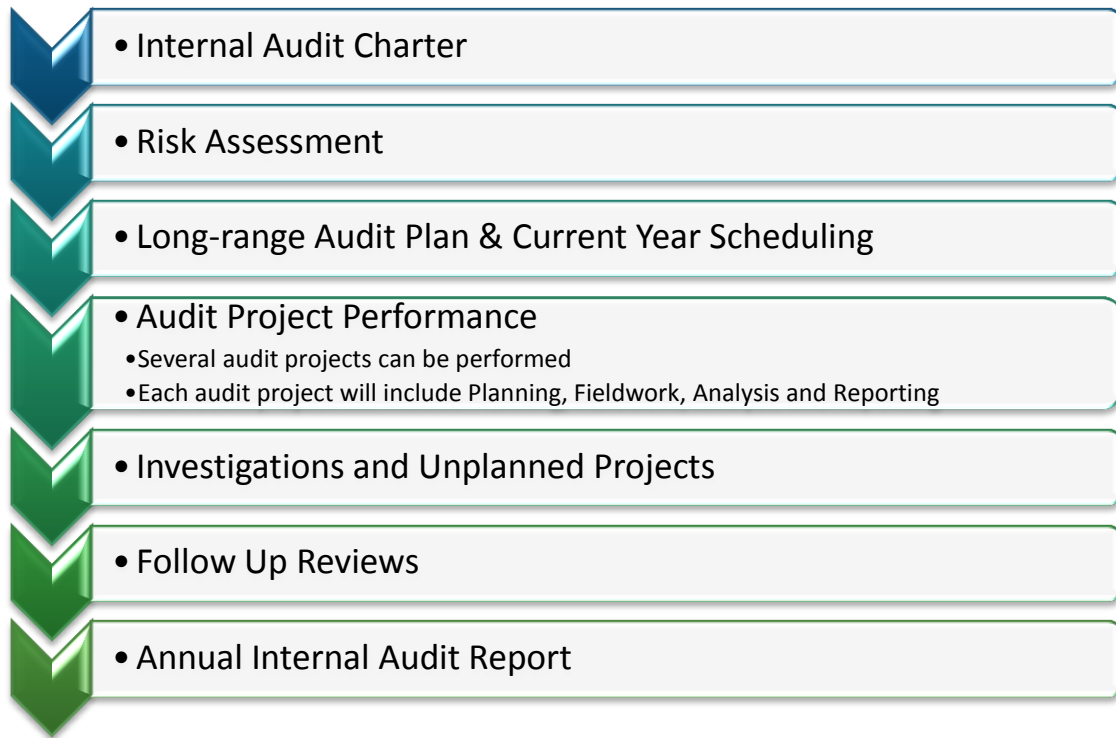 • Internal Audit Charter
• Risk Assessment
• Long-range Audit Plan & Current Year Scheduling
• Audit Project Performance
•Several audit projects can be performed
•Each audit project will include Planning, Fieldwork, Analysis and Reporting
• Investigations and Unplanned Projects
• Follow Up Reviews
• Annual Internal Audit Report